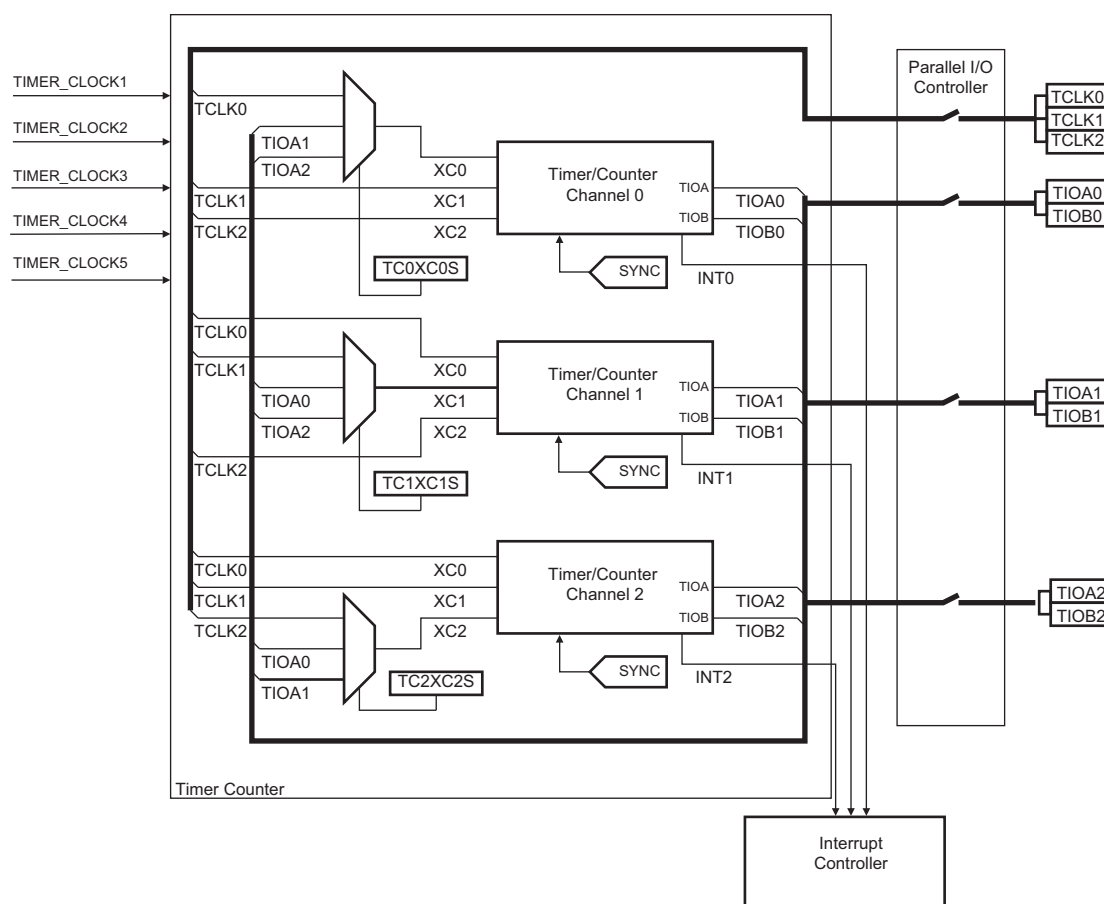 Parallel I/O
Controller
TIMER_CLOCK1
TCLK0
TCLK0
TCLK1
TCLK2
TIMER_CLOCK2
TIOA1
TIOA2
XC0
Timer/Counter
Channel 0
TIMER_CLOCK3
TCLK1
XC1
TIOA
TIOA0
TIOA0
TIOB0
TIMER_CLOCK4
TCLK2
XC2
TIOB
TIOB0
TIMER_CLOCK5
TC0XC0S
SYNC
INT0
TCLK0
TCLK1
XC0
Timer/Counter
Channel 1
TIOA0
XC1
TIOA
TIOA1
TIOA1
TIOB1
TIOA2
XC2
TIOB
TIOB1
TCLK2
TC1XC1S
SYNC
INT1
TCLK0
XC0
Timer/Counter
Channel 2
TCLK1
XC1
TIOA
TIOA2
TIOA2
TIOB2
TCLK2
XC2
TIOB
TIOB2
TIOA0
TIOA1
TC2XC2S
SYNC
INT2
Timer Counter
Interrupt
Controller